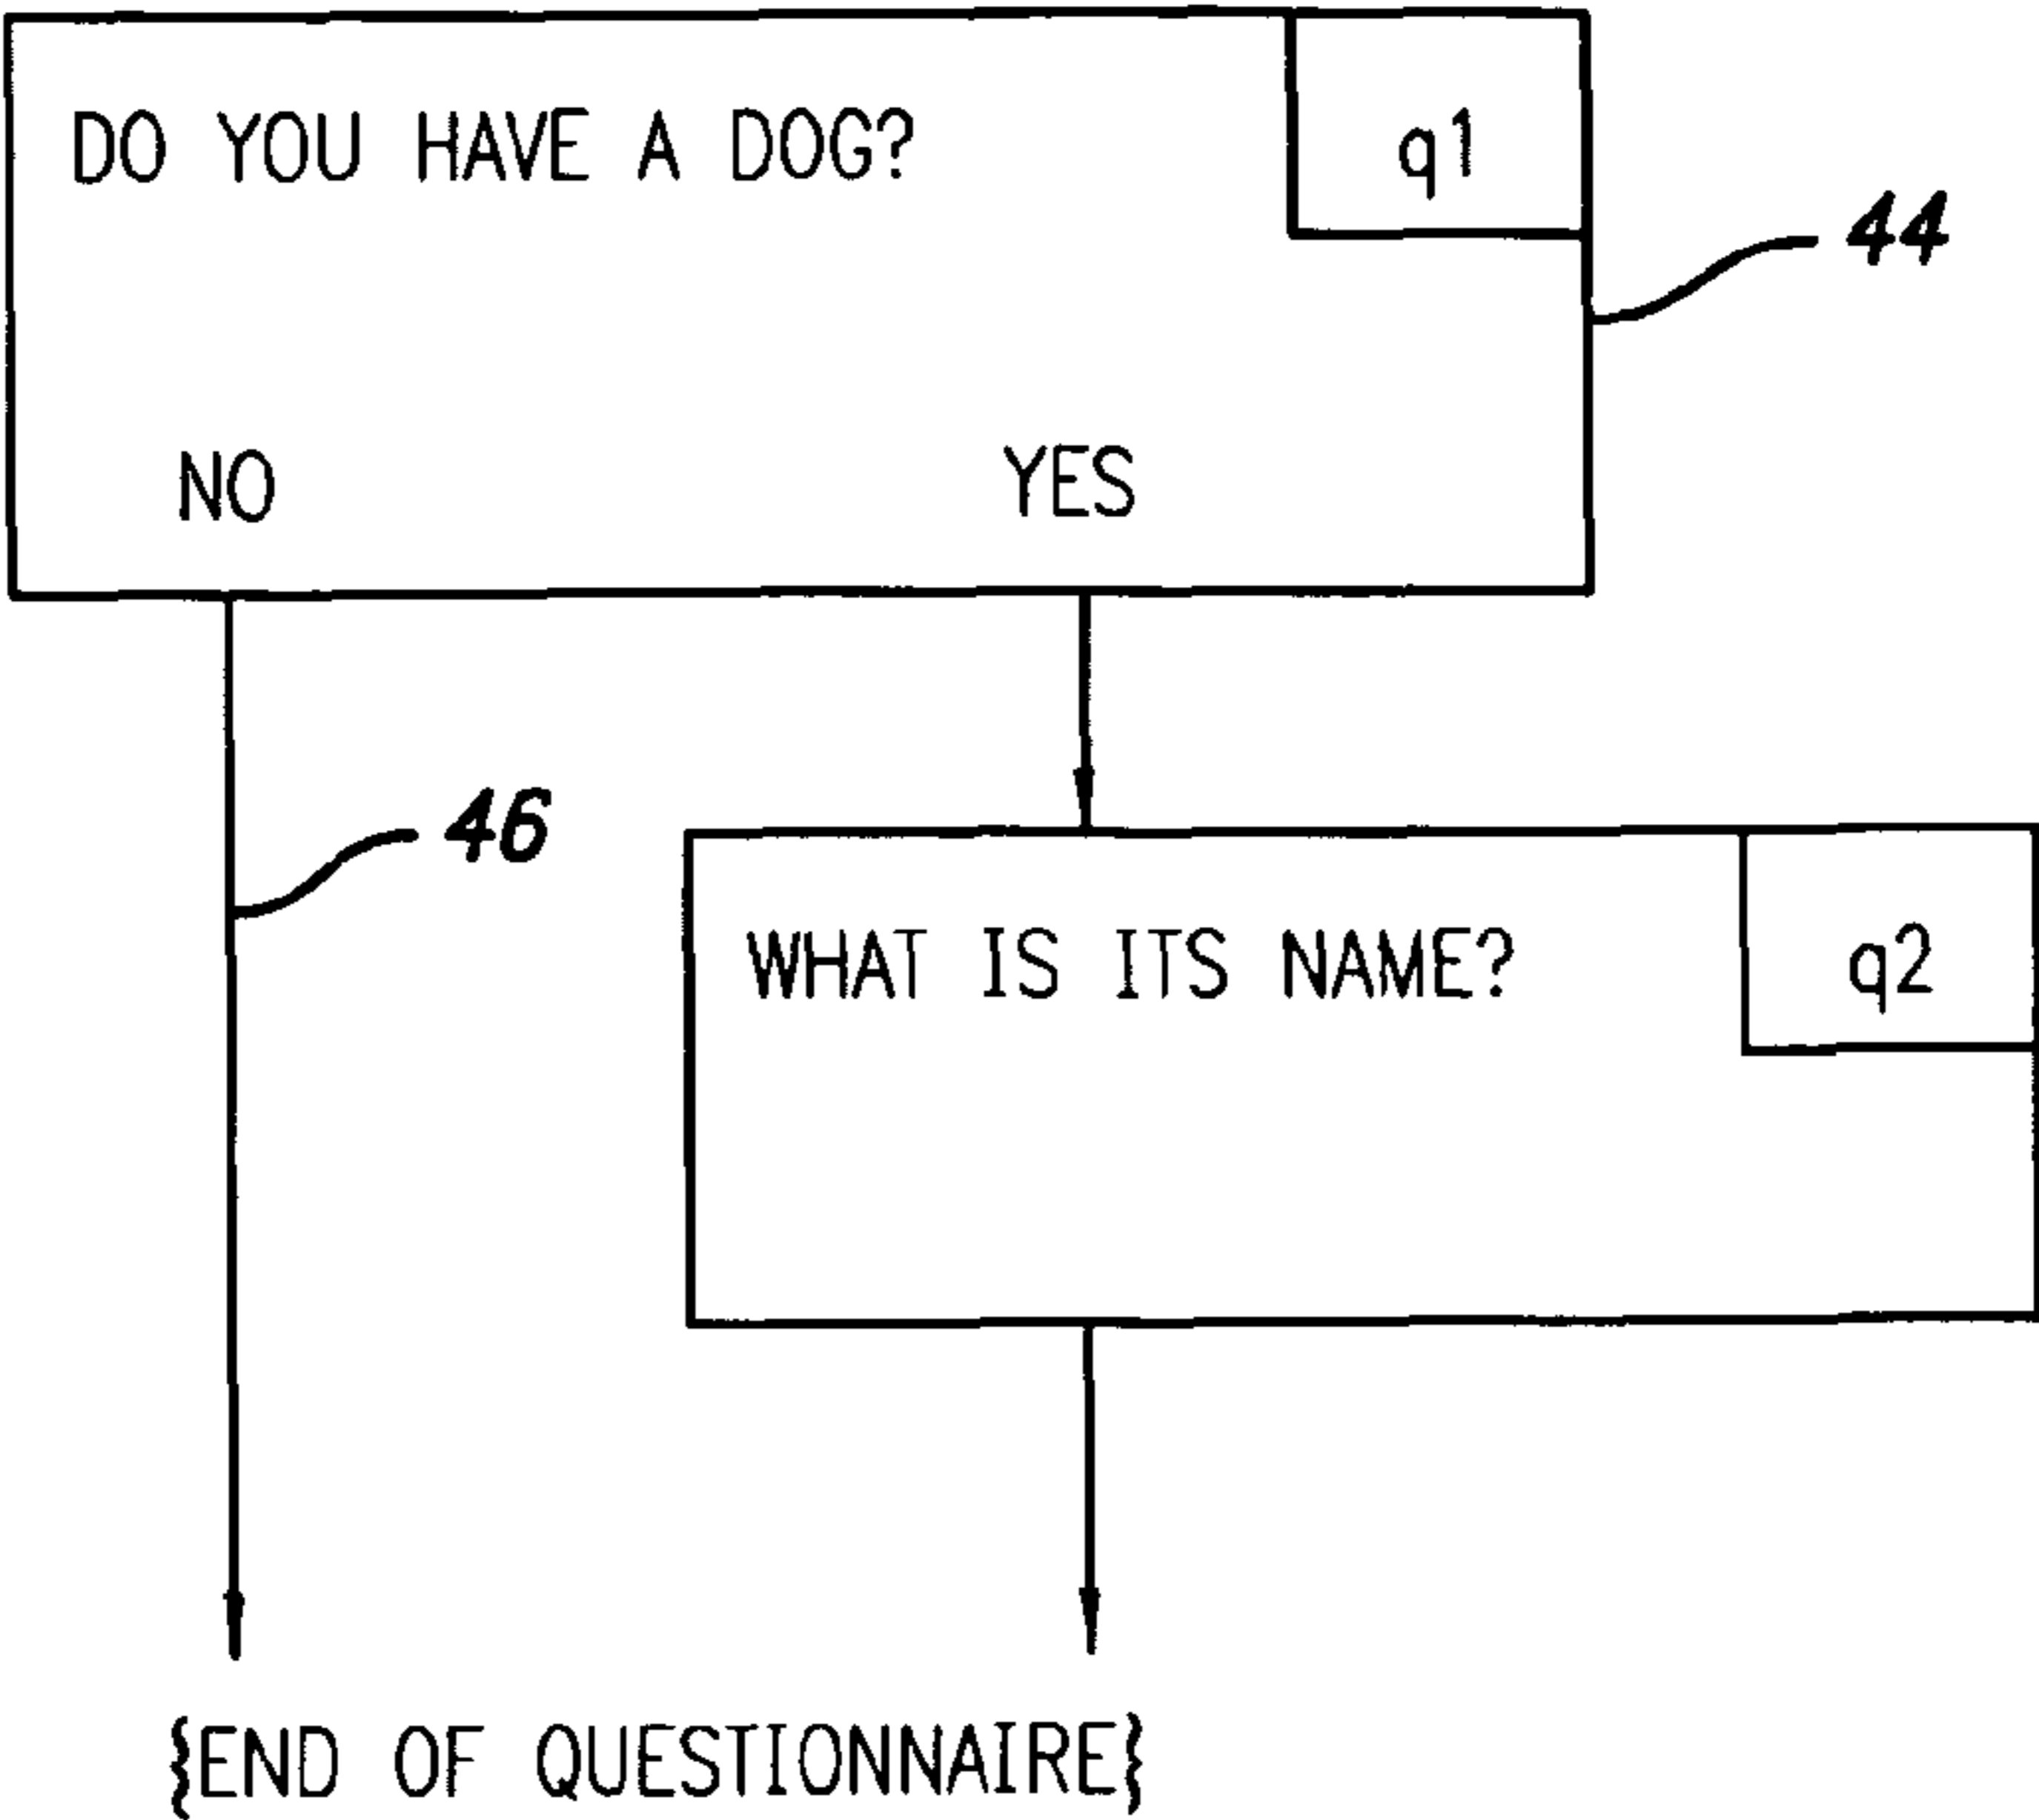 DO YOU HAVE A DOG?
q1
44
NO YES
46
WHAT IS ITS NAME?
q2
{END OF QUESTIONNAIRE}